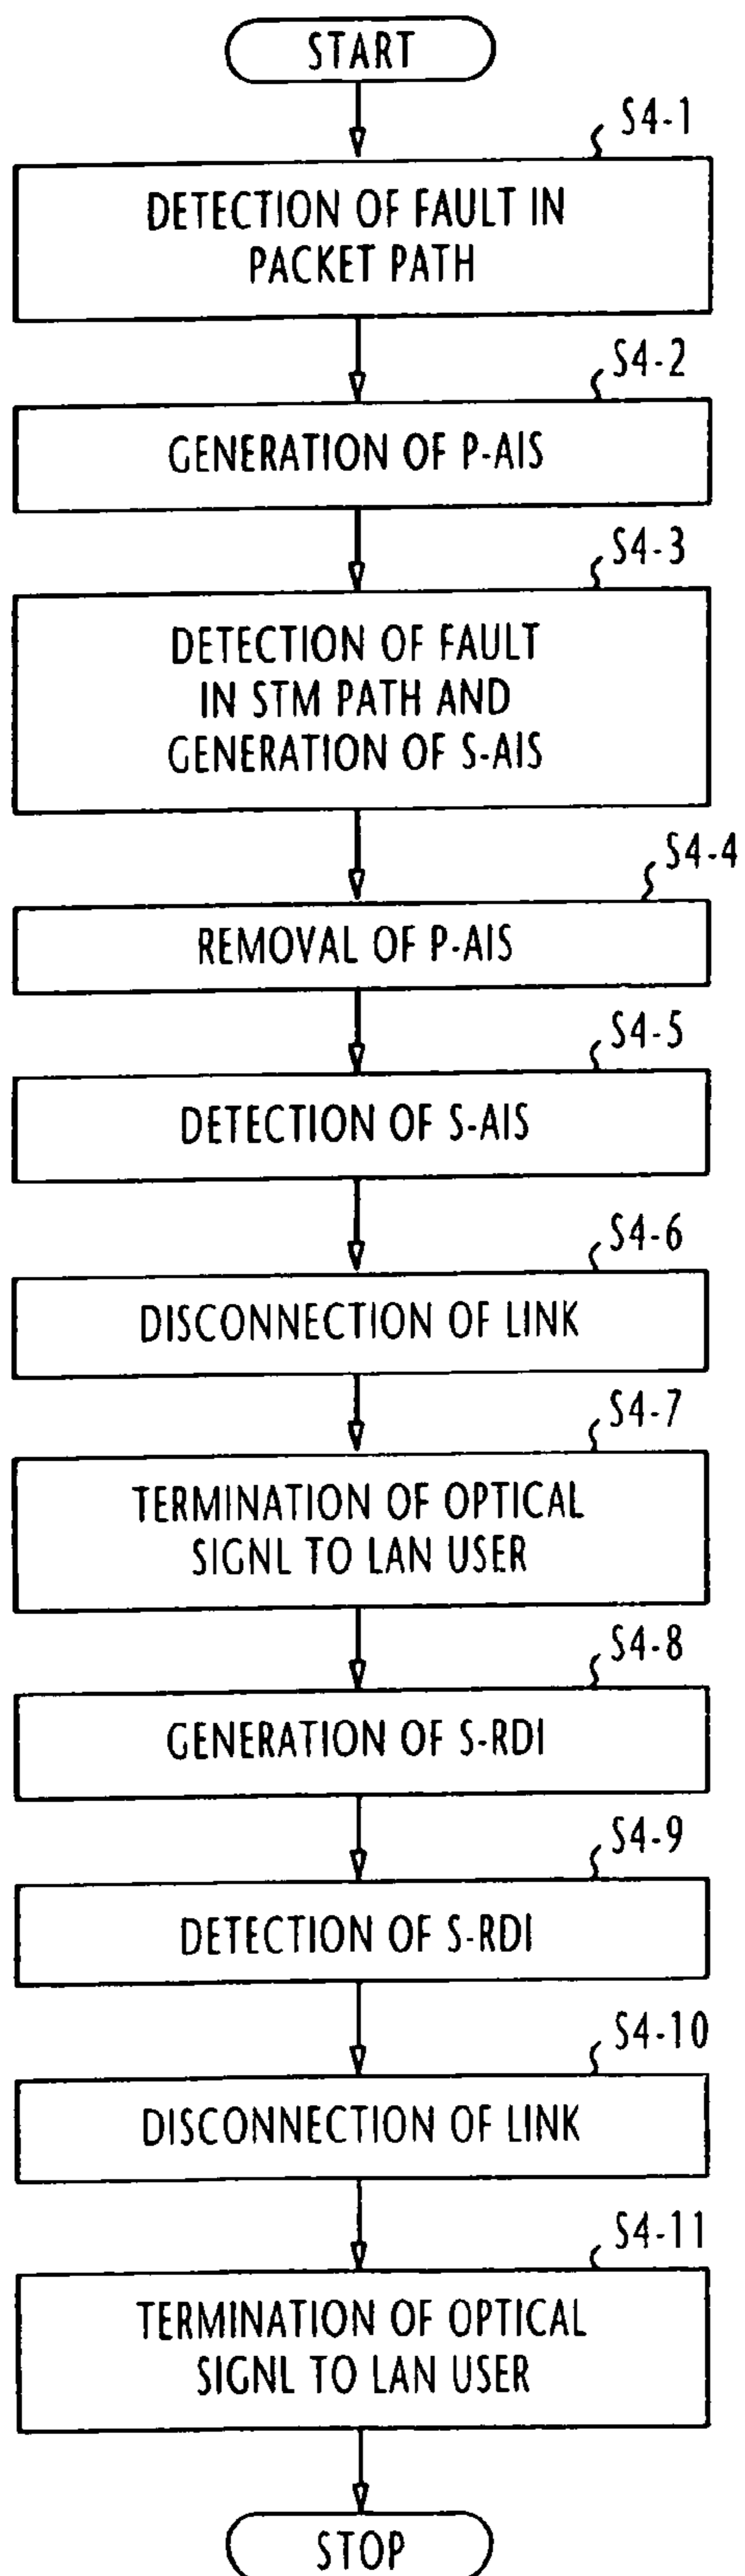 START
S4-1
DETECTION OF FAULT IN
PACKET PATH
S4-2
GENERATION OF P-AIS
S4-3
DETECTION OF FAULT
IN STM PATH AND
GENERATION OF S-AIS
S4-4
REMOVAL OF P-AIS
S4-5
DETECTION OF S-AIS
S4-6
DISCONNECTION OF LINK
S4-7
TERMINATION OF OPTICAL
SIGNL TO LAN USER
S4-8
GENERATION OF S-RDI
S4-9
DETECTION OF S-RDI
S4-10
DISCONNECTION OF LINK
S4-11
TERMINATION OF OPTICAL
SIGNL TO LAN USER
STOP